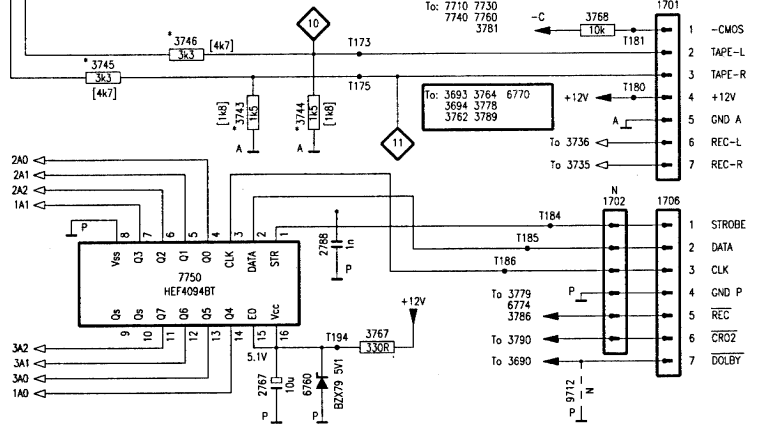 To: 7710 7730
7740 7760
3781
1701
-C
3768
10k
T181
1 -CMOS
2 TAPE-L
3 TAPE-R
4 +12V
5 GND A
6 REC-L
7 REC-R
10
* 3746
3k3
[4k7]
T173
* 3745
3k3
[4k7]
T175
[1k8]
* 3743
1k5
A
* 3744
1k5
[1k8]
A
11
To: 3693 3764 6770
3694 3778
3762 3789
+12V
T180
A
To 3736
To 3735
2A0
2A1
2A2
1A1
P
8 7 6 5 4 3 2 1
Vss Q3 Q2 Q1 Q0 CLK DATA STR
7750
HEF4094BT
Qs Qs Q7 Q6 Q5 Q4 EO Vcc
9 10 11 12 13 14 15 16
3A2
3A1
3A0
1A0
5.1V
2788
1n
P
T194
3767
330R
+12V
2767
10u
P
6760
BZX79 5V1
P
N
1702
1706
T184
T185
T186
1 STROBE
2 DATA
3 CLK
4 GND P
5 REC
6 CRO2
7 DOLBY
To 3779
6774
3786
P
To 3790
To 3690
9712
N
P